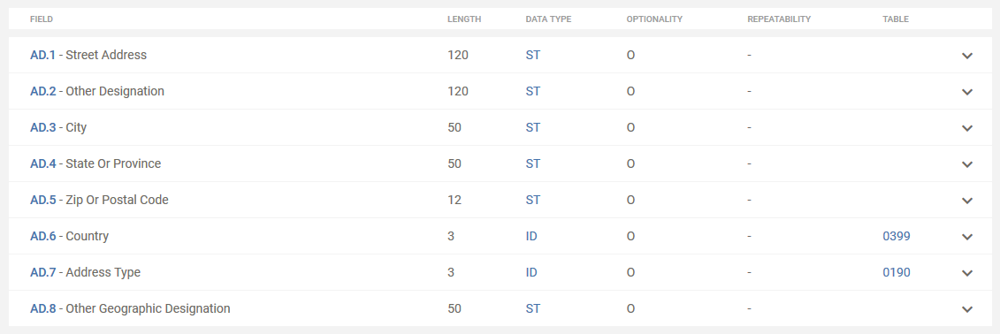 FIELD LENGTH DATA TYPE OPTIONALITY REPEATABILITY TABLE
AD.1 - Street Address 120 ST O -
AD.2 - Other Designation 120 ST O -
AD.3 - City 50 ST O -
AD.4 - State Or Province 50 ST O -
AD.5 - Zip Or Postal Code 12 ST O -
AD.6 - Country 3 ID O - 0399
AD.7 - Address Type 3 ID O - 0190
AD.8 - Other Geographic Designation 50 ST O -